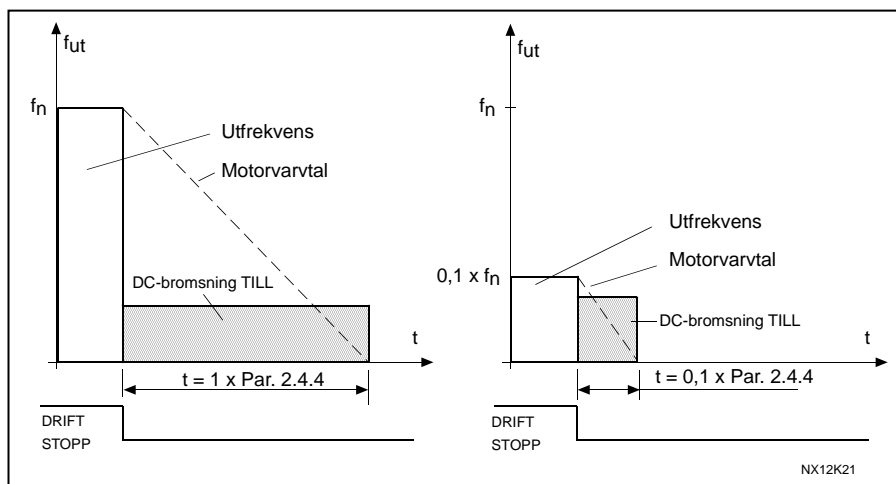 fut
fn
Utfrekvens
Motorvarvtal
DC-bromsning TILL
t
t = 1 x Par. 2.4.4
DRIFT
STOPP
fut
fn
Utfrekvens
Motorvarvtal
0,1 x fn
DC-bromsning TILL
t
t = 0,1 x Par. 2.4.4
DRIFT
STOPP
NX12K21